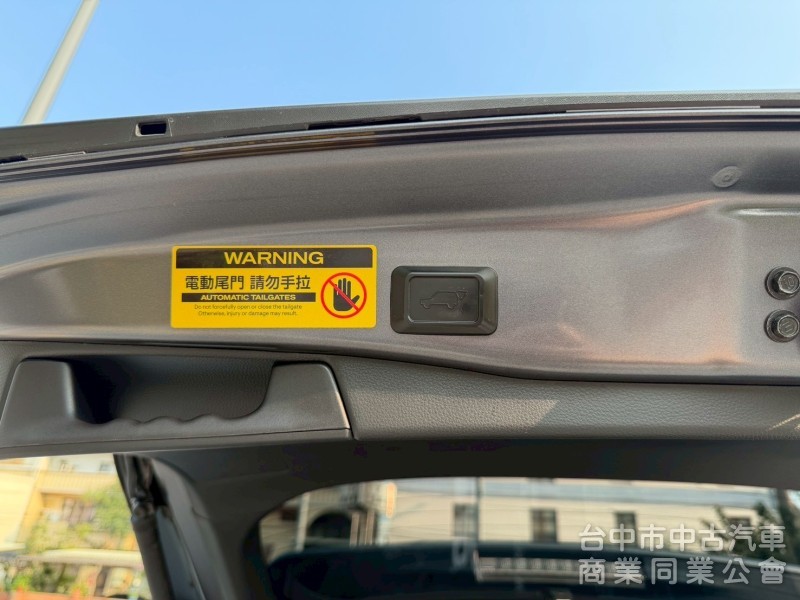 WARNING
電動尾門 請勿手拉
AUTOMATIC TAILGATES
Do not forcefully open or close the tailgate
Otherwise, injury or damage may result.
台中市中古汽車
商業同業公會